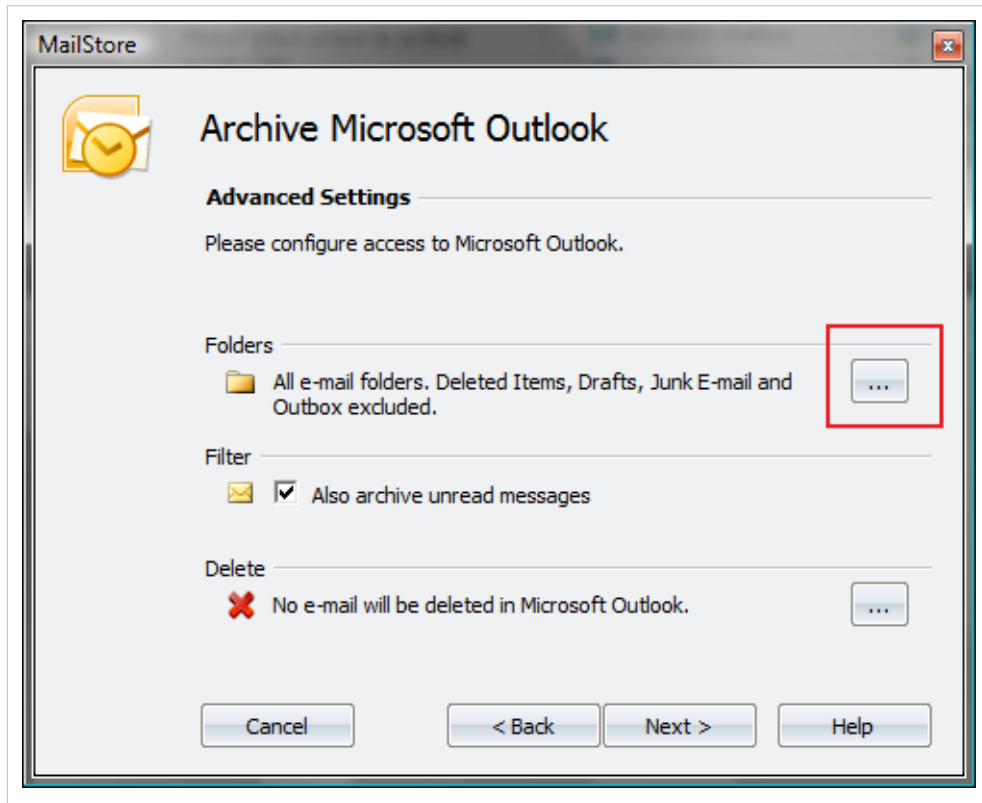 MailStore
Archive Microsoft Outlook
Advanced Settings
Please configure access to Microsoft Outlook.
Folders
All e-mail folders. Deleted Items, Drafts, Junk E-mail and
Outbox excluded.
...
Filter
Also archive unread messages
Delete
No e-mail will be deleted in Microsoft Outlook.
...
Cancel
< Back
Next >
Help